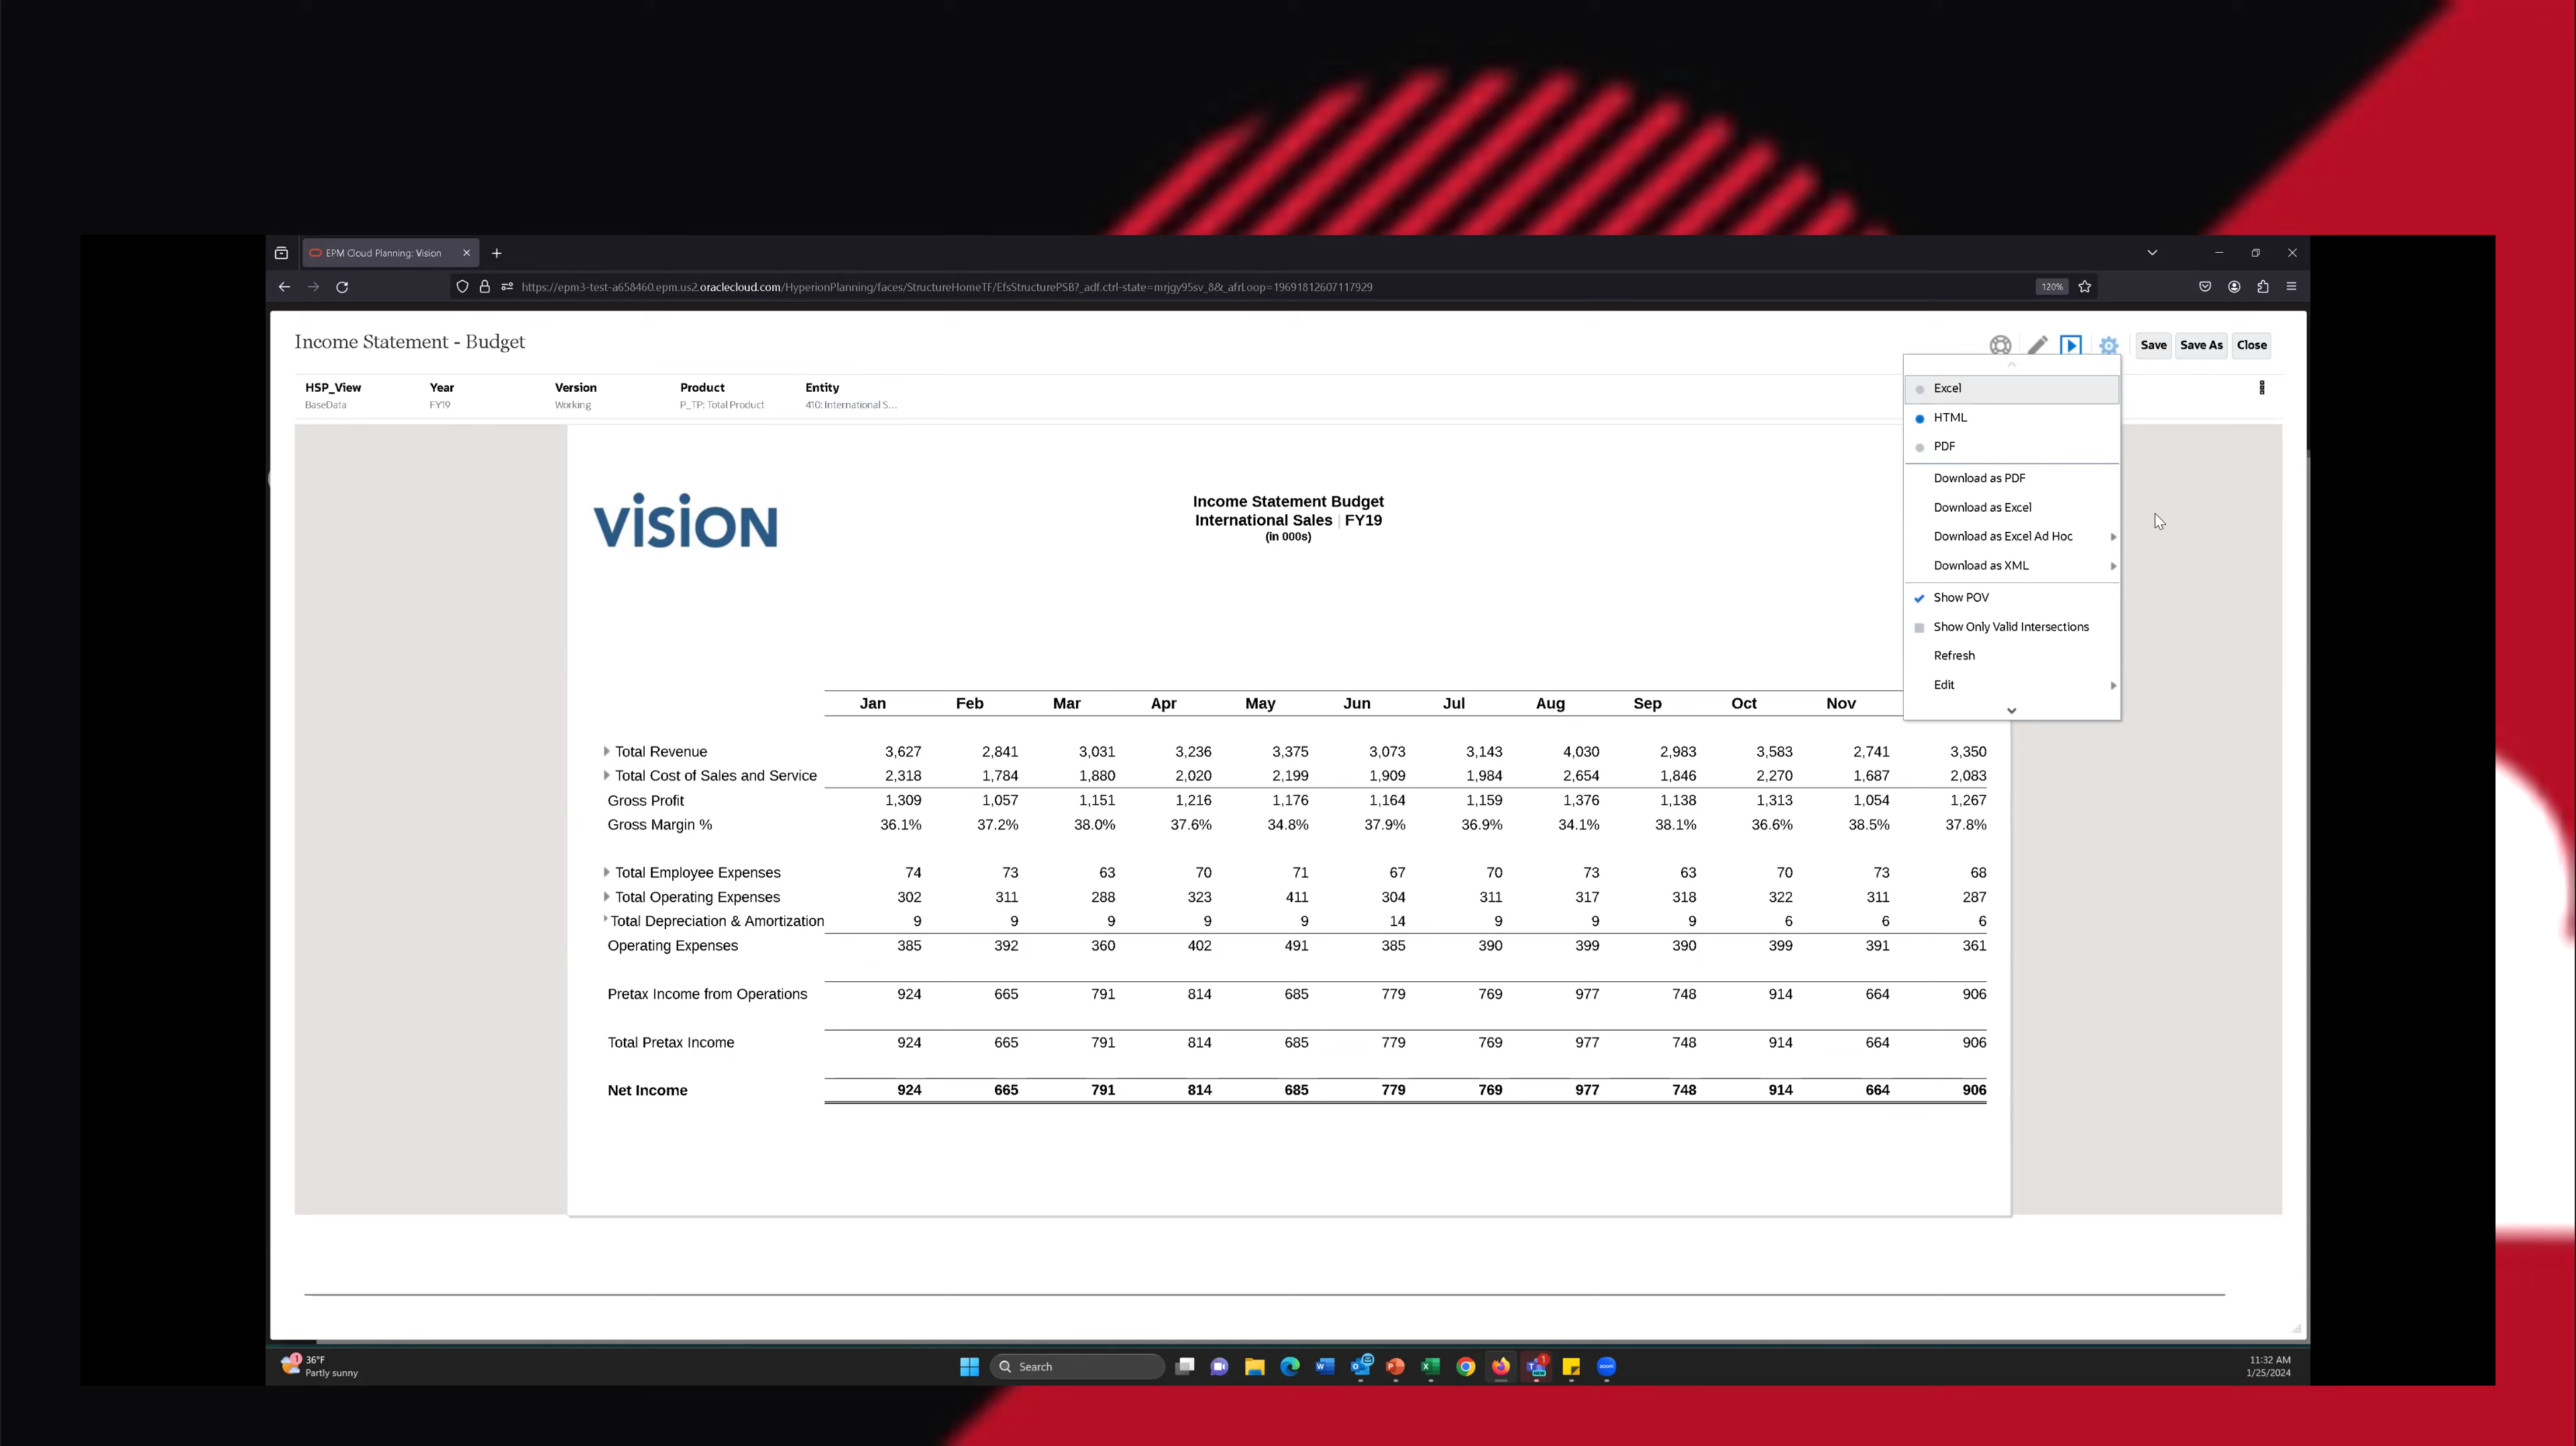 EPM Cloud Planning: Vision
https://epm3-test-a658460.epm.us2.oraclecloud.com/HyperionPlanning/faces/StructureHomeTF/EfsStructurePSB?_adf.ctrl-state=mrjgy95sv_8&_afrLoop=19691812607117929
120%
Income Statement - Budget
Save Save As Close
HSP_View Year Version Product Entity
BaseData FY19 Working P_TP: Total Product 410: International S...
Excel
HTML
PDF
Download as PDF
Download as Excel
Download as Excel Ad Hoc
Download as XML
Show POV
Show Only Valid Intersections
Refresh
Edit
vision
Income Statement Budget
International Sales | FY19
(in 000s)
Jan Feb Mar Apr May Jun Jul Aug Sep Oct Nov
Total Revenue 3,627 2,841 3,031 3,236 3,375 3,073 3,143 4,030 2,983 3,583 2,741 3,350
Total Cost of Sales and Service 2,318 1,784 1,880 2,020 2,199 1,909 1,984 2,654 1,846 2,270 1,687 2,083
Gross Profit 1,309 1,057 1,151 1,216 1,176 1,164 1,159 1,376 1,138 1,313 1,054 1,267
Gross Margin % 36.1% 37.2% 38.0% 37.6% 34.8% 37.9% 36.9% 34.1% 38.1% 36.6% 38.5% 37.8%
Total Employee Expenses 74 73 63 70 71 67 70 73 63 70 73 68
Total Operating Expenses 302 311 288 323 411 304 311 317 318 322 311 287
Total Depreciation & Amortization 9 9 9 9 9 14 9 9 9 6 6 6
Operating Expenses 385 392 360 402 491 385 390 399 390 399 391 361
Pretax Income from Operations 924 665 791 814 685 779 769 977 748 914 664 906
Total Pretax Income 924 665 791 814 685 779 769 977 748 914 664 906
Net Income 924 665 791 814 685 779 769 977 748 914 664 906
1
36°F
Partly sunny
Search
1
NEW
zoom
11:32 AM
1/25/2024